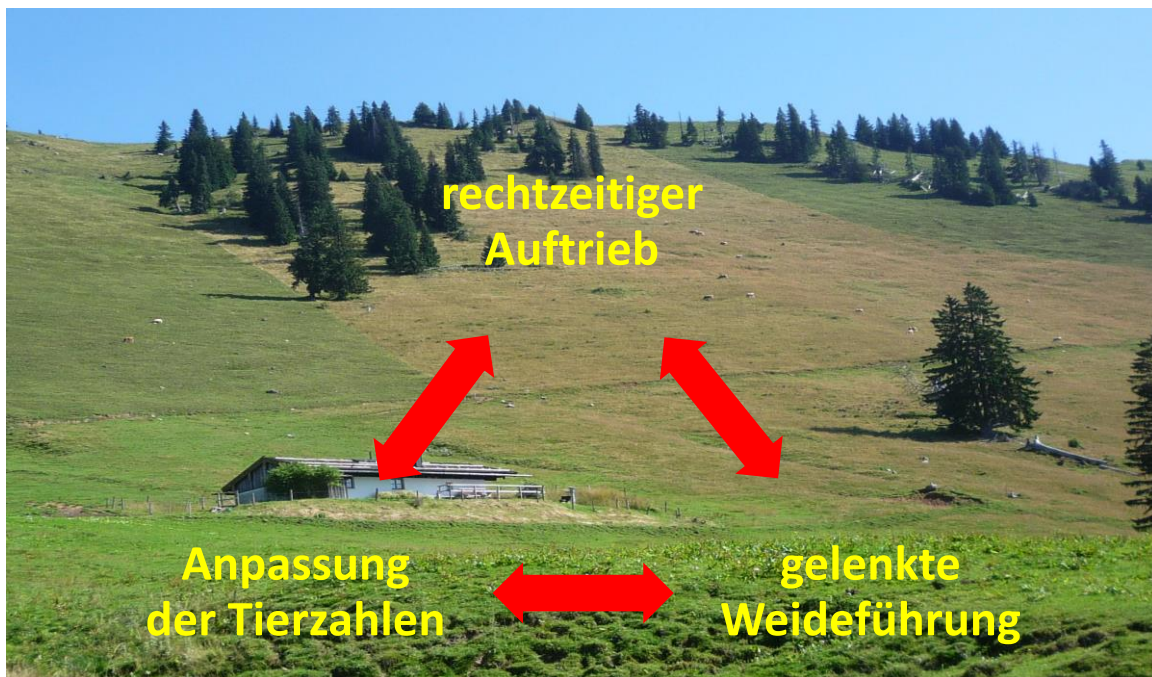 rechtzeitiger
Auftrieb
Anpassung
der Tierzahlen
gelenkte
Weideführung